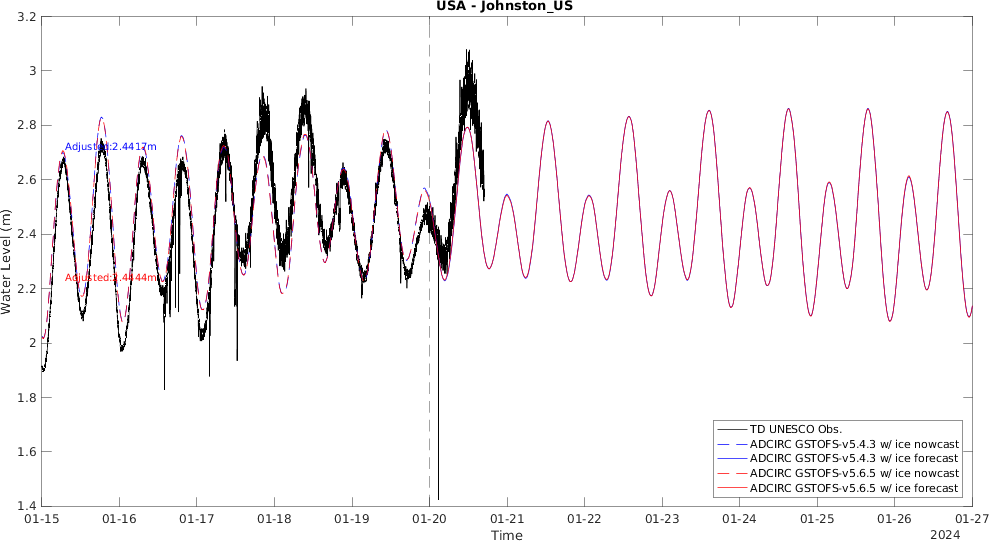 USA - Johnston_US
3.2
3
2.8
2.6
2.4
2.2
2
1.8
1.6
1.4
Water Level (m)
Adjusted:2.4417m
Adjusted:2.4444m
TD UNESCO Obs.
ADCIRC GSTOFS-v5.4.3 w/ ice nowcast
ADCIRC GSTOFS-v5.4.3 w/ ice forecast
ADCIRC GSTOFS-v5.6.5 w/ ice nowcast
ADCIRC GSTOFS-v5.6.5 w/ ice forecast
01-15 01-16 01-17 01-18 01-19 01-20 01-21 01-22 01-23 01-24 01-25 01-26 01-27
Time
2024